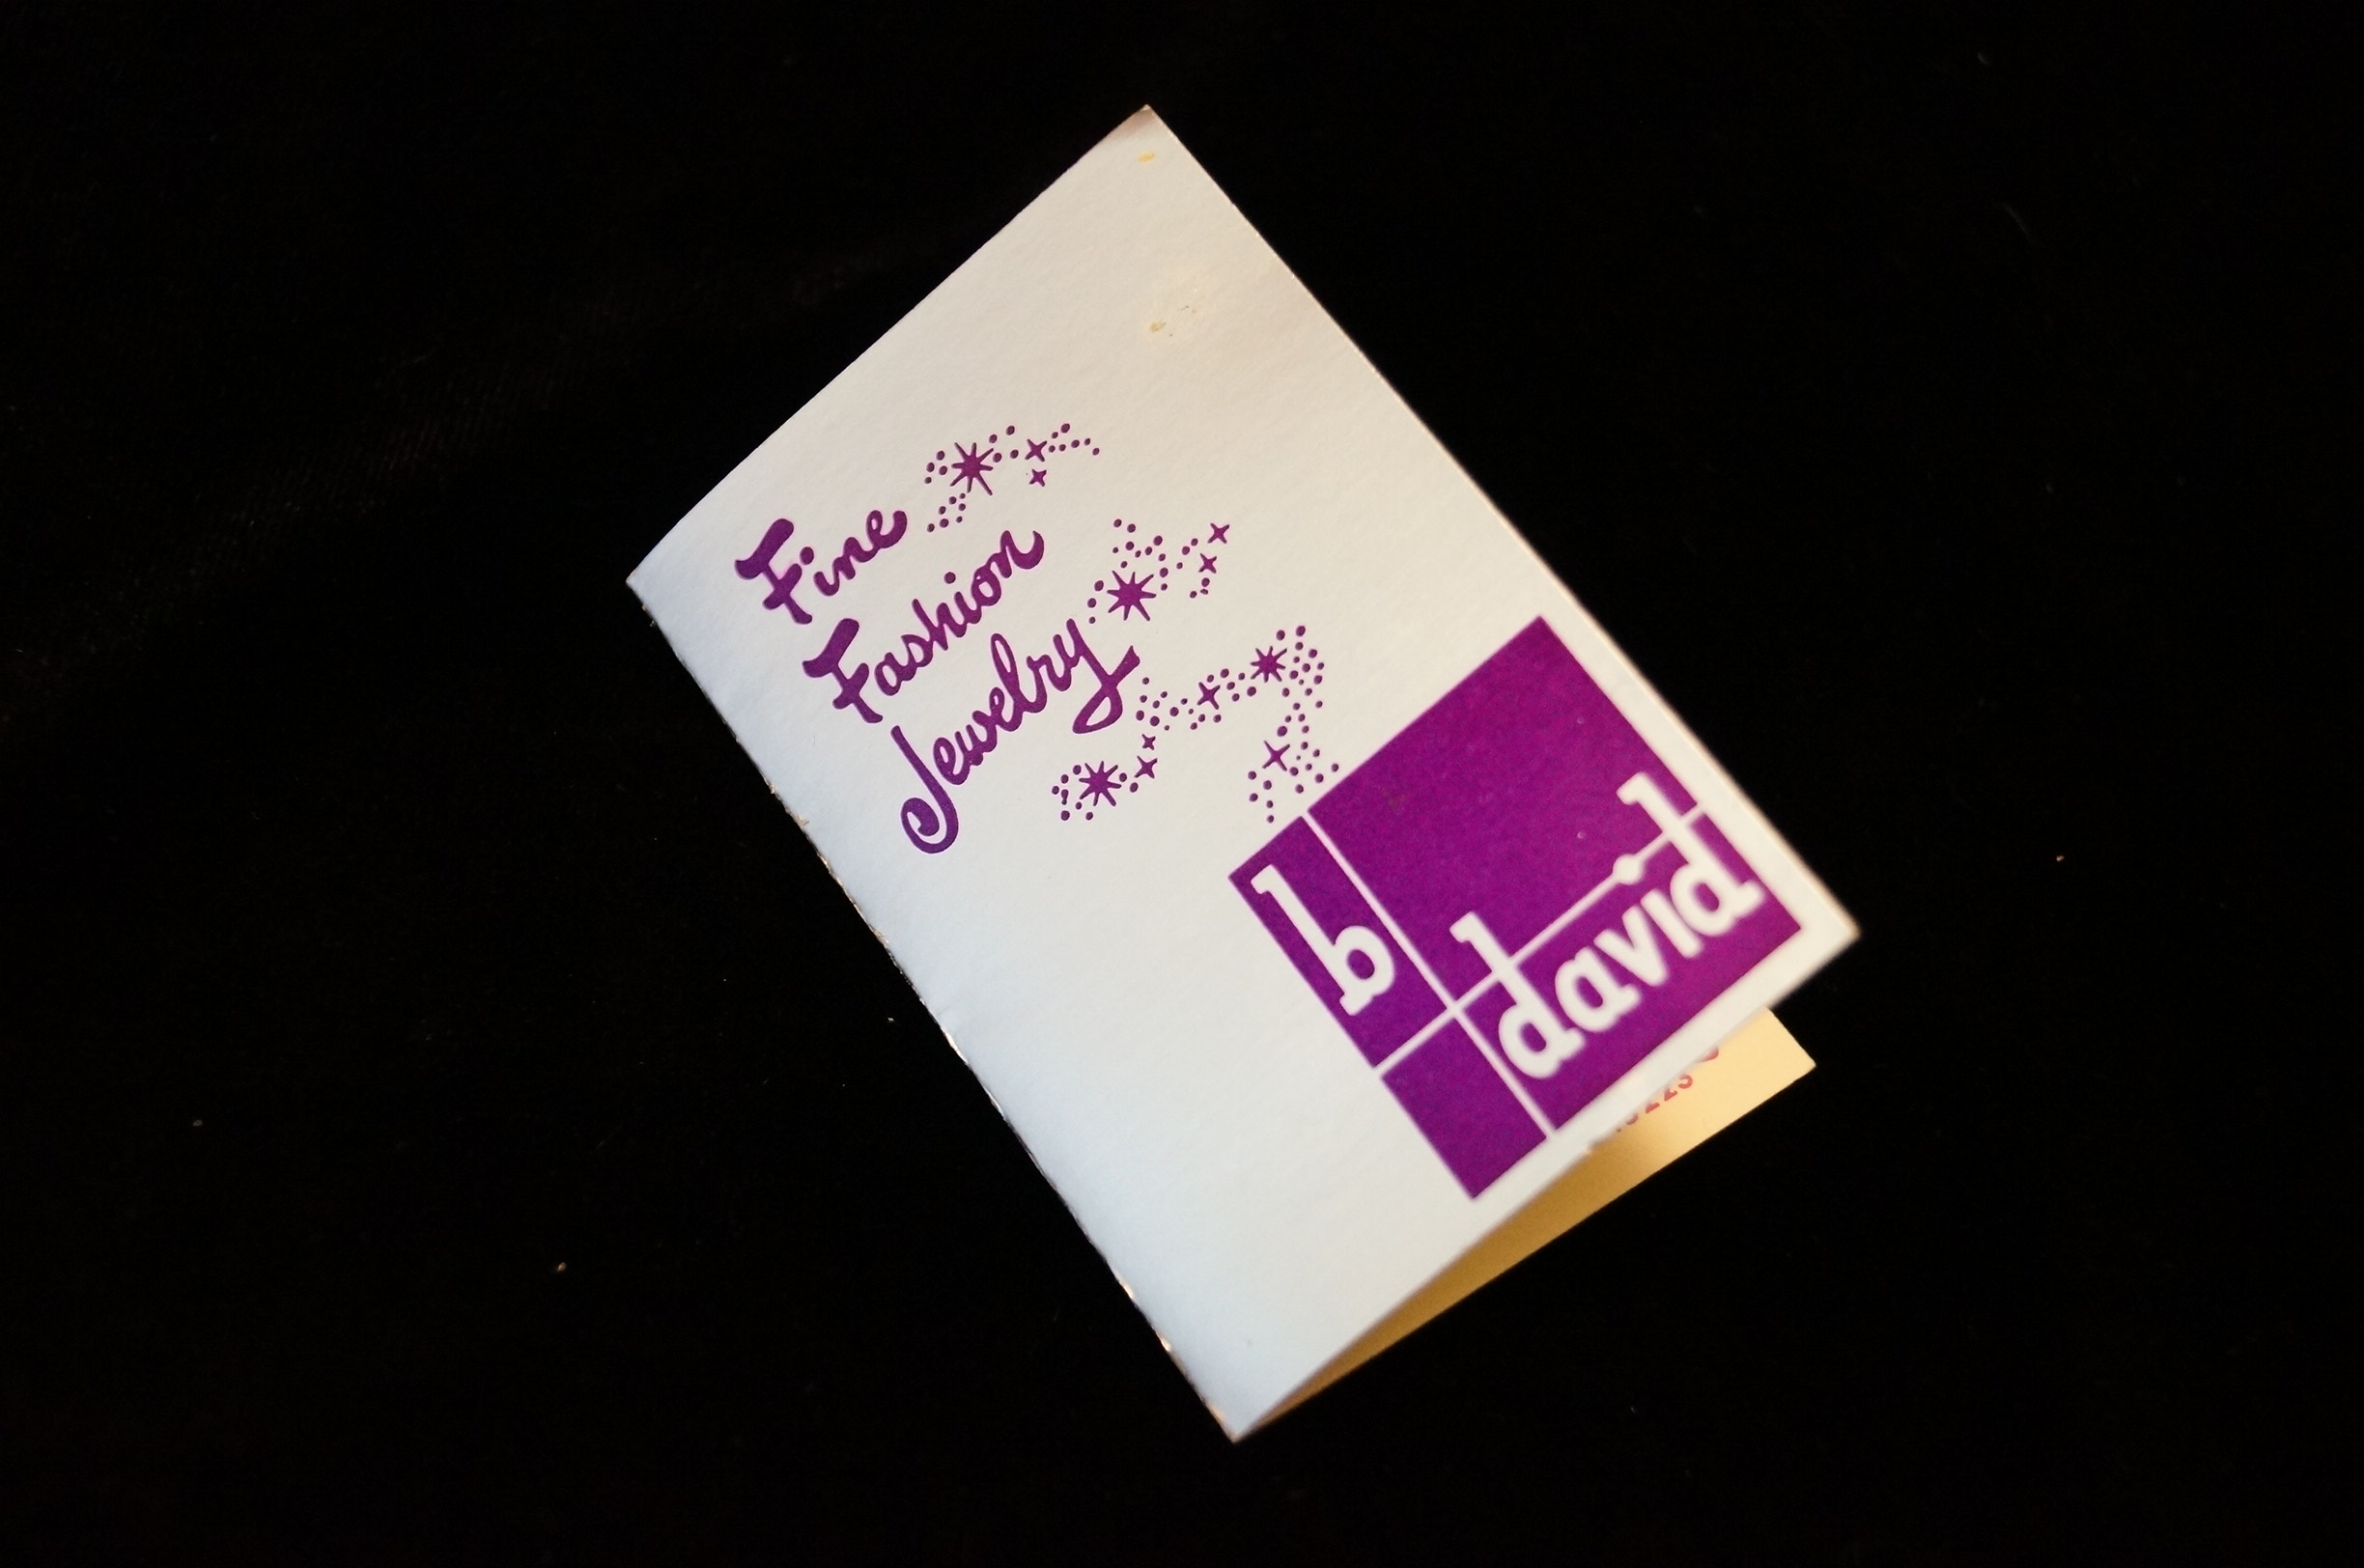 Fine
Fashion
Jewelry
b
david